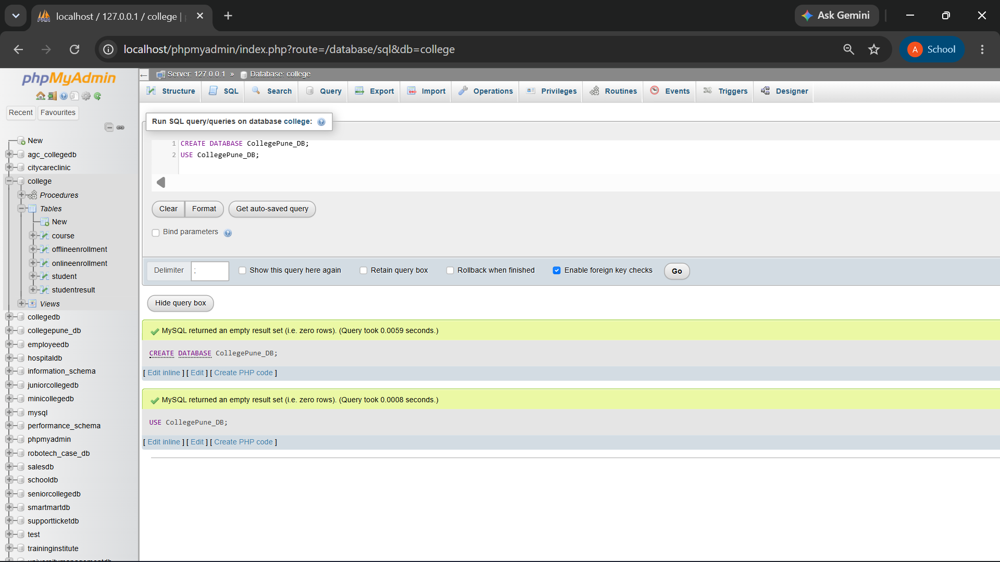 localhost / 127.0.0.1 / college |
Ask Gemini
localhost/phpmyadmin/index.php?route=/database/sql&db=college
A School
phpMyAdmin
Recent Favourites
New
agc_collegedb
citycareclinic
college
Procedures
Tables
New
course
offlineenrollment
onlineenrollment
student
studentresult
Views
collegedb
collegepune_db
employeedb
hospitaldb
information_schema
juniorcollegedb
minicollegedb
mysql
performance_schema
phpmyadmin
robotech_case_db
salesdb
schooldb
seniorcollegedb
smartmartdb
supportticketdb
test
traininginstitute
Server: 127.0.0.1 » Database: college
Structure SQL Search Query Export Import Operations Privileges Routines Events Triggers Designer
Run SQL query/queries on database college:
1 CREATE DATABASE CollegePune_DB;
2 USE CollegePune_DB;
Clear Format Get auto-saved query
Bind parameters
Delimiter ; Show this query here again Retain query box Rollback when finished Enable foreign key checks Go
Hide query box
MySQL returned an empty result set (i.e. zero rows). (Query took 0.0059 seconds.)
CREATE DATABASE CollegePune_DB;
[ Edit inline ] [ Edit ] [ Create PHP code ]
MySQL returned an empty result set (i.e. zero rows). (Query took 0.0008 seconds.)
USE CollegePune_DB;
[ Edit inline ] [ Edit ] [ Create PHP code ]